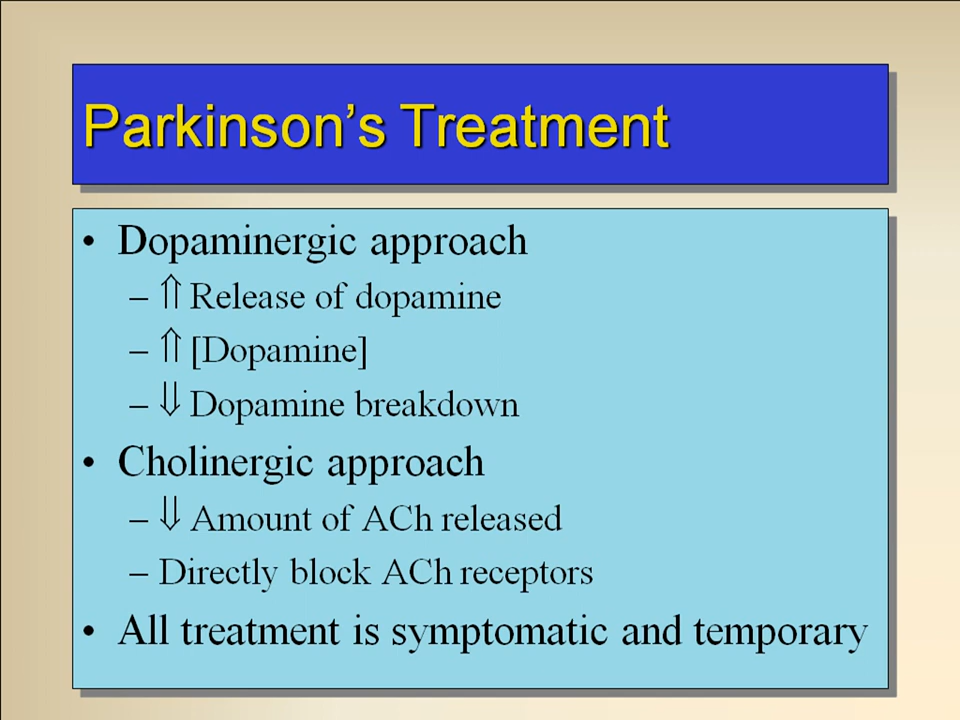 Parkinson's Treatment
• Dopaminergic approach
– ⇑ Release of dopamine
– ⇑ [Dopamine]
– ⇓ Dopamine breakdown
• Cholinergic approach
– ⇓ Amount of ACh released
– Directly block ACh receptors
• All treatment is symptomatic and temporary